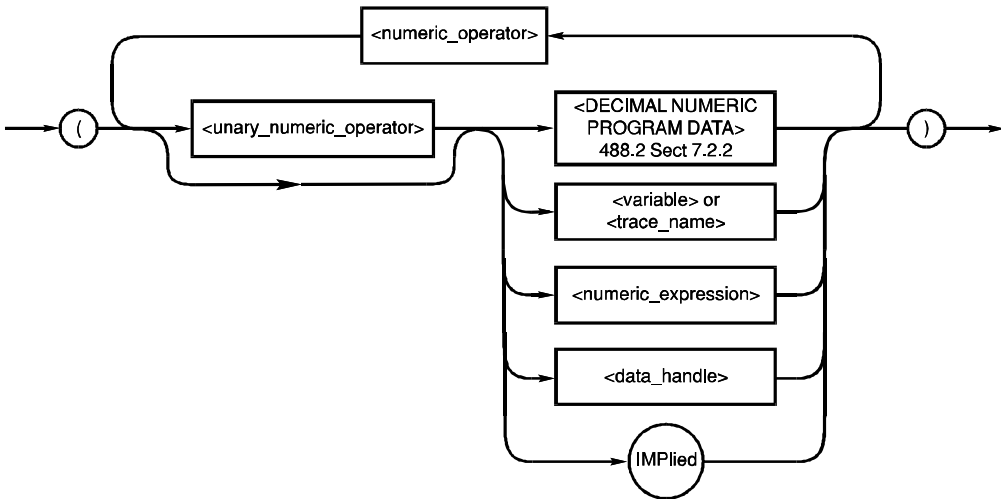 <numeric_operator>
(
<unary_numeric_operator>
<DECIMAL NUMERIC
PROGRAM DATA>
488.2 Sect 7.2.2
)
<variable> or
<trace_name>
<numeric_expression>
<data_handle>
IMPlied